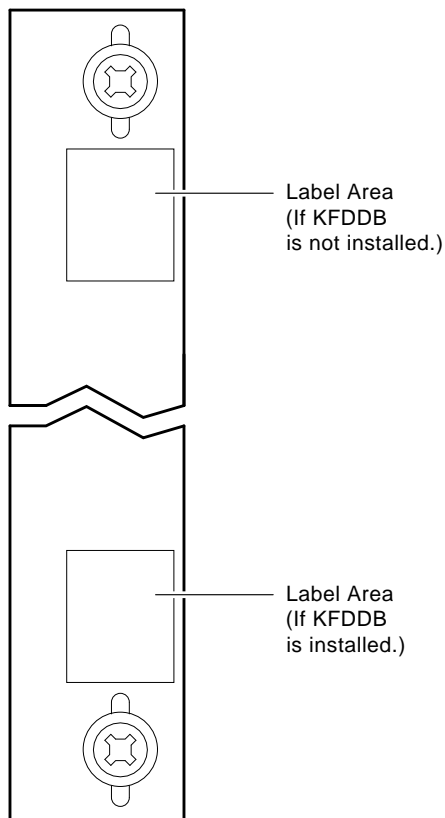 Label Area
(If KFDDB
is not installed.)
Label Area
(If KFDDB
is installed.)